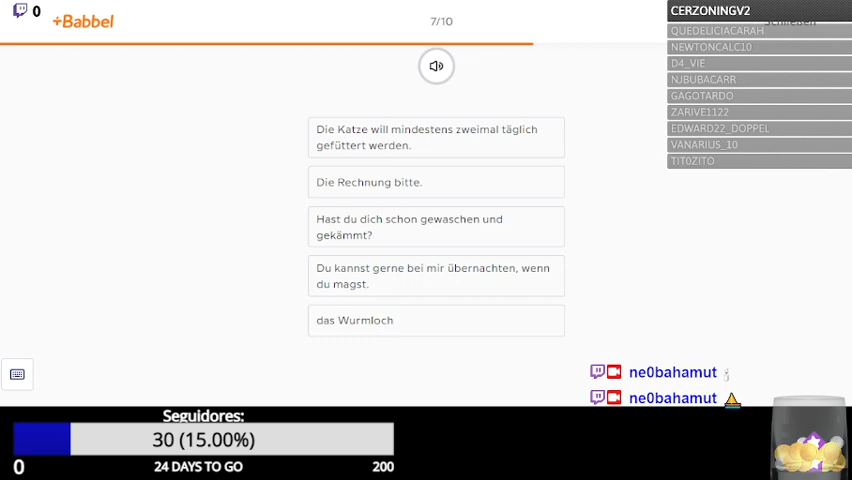 0
+Babbel
7/10
CERZONINGV2
QUEDELICIACARAH
NEWTONCALC10
D4_VIE
NJBUBACARR
GAGOTARDO
ZARIVE1122
EDWARD22_DOPPEL
VANARIUS_10
TIT0ZITO
Die Katze will mindestens zweimal täglich
gefüttert werden.
Die Rechnung bitte.
Hast du dich schon gewaschen und
gekämmt?
Du kannst gerne bei mir übernachten, wenn
du magst.
das Wurmloch
ne0bahamut
ne0bahamut
Seguidores:
30 (15.00%)
0
24 DAYS TO GO
200